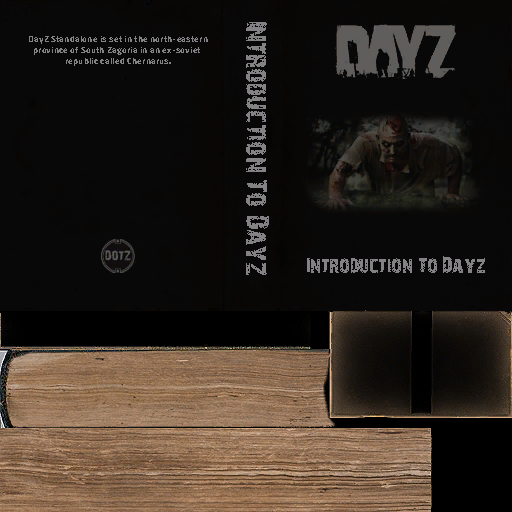 DayZ Standalone is set in the north-eastern
province of South Zagoria in an ex-soviet
republic called Chernarus.
DOTZ
INTRODUCTION TO DAYZ
DAYZ
INTRODUCTION TO DAYZ